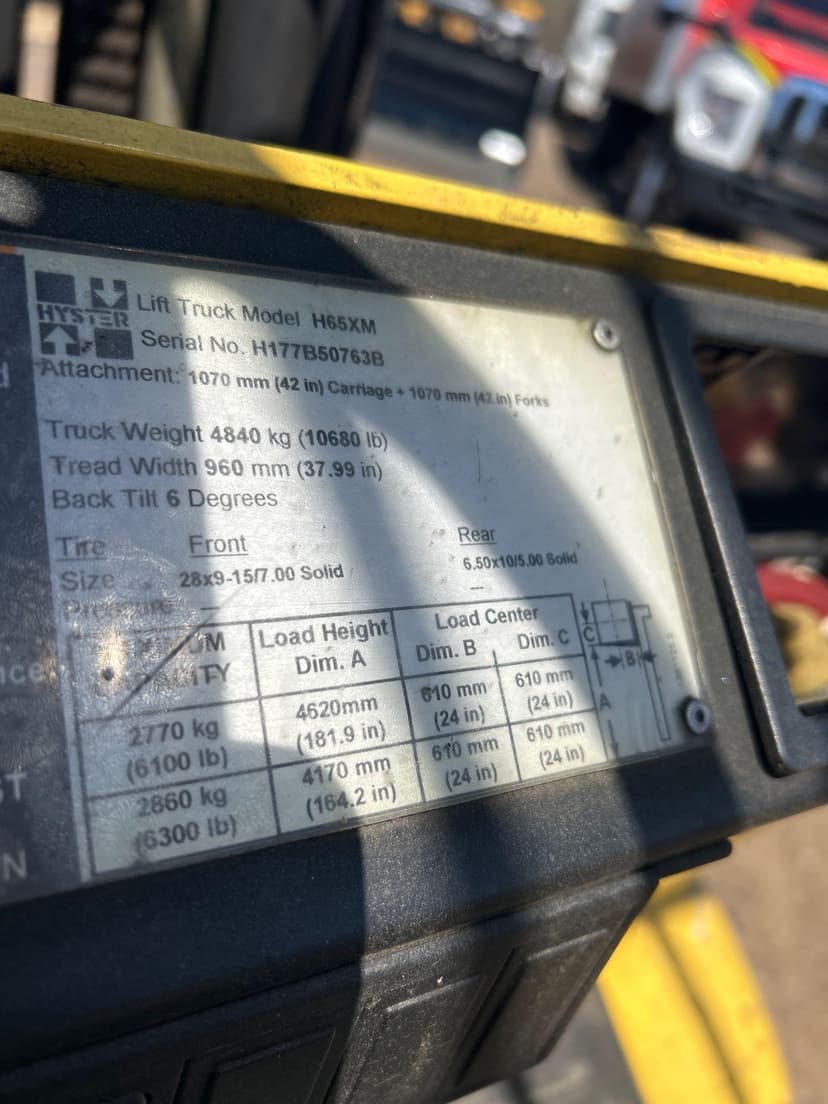 HYSTER
Lift Truck Model H65XM
Serial No. H177B50763B
Attachment: 1070 mm (42 in) Carriage + 1070 mm (42 in) Forks
Truck Weight 4840 kg (10680 lb)
Tread Width 960 mm (37.99 in)
Back Tilt 6 Degrees
Tire Front Rear
Size 28x9-15/7.00 Solid 6.50x10/5.00 Solid
Pressure — —
Load Height Load Center
Dim. A Dim. B Dim. C
2770 kg 4620mm 610 mm 610 mm
(6100 lb) (181.9 in) (24 in) (24 in)
2860 kg 4170 mm 610 mm 610 mm
(6300 lb) (164.2 in) (24 in) (24 in)
C
B
A